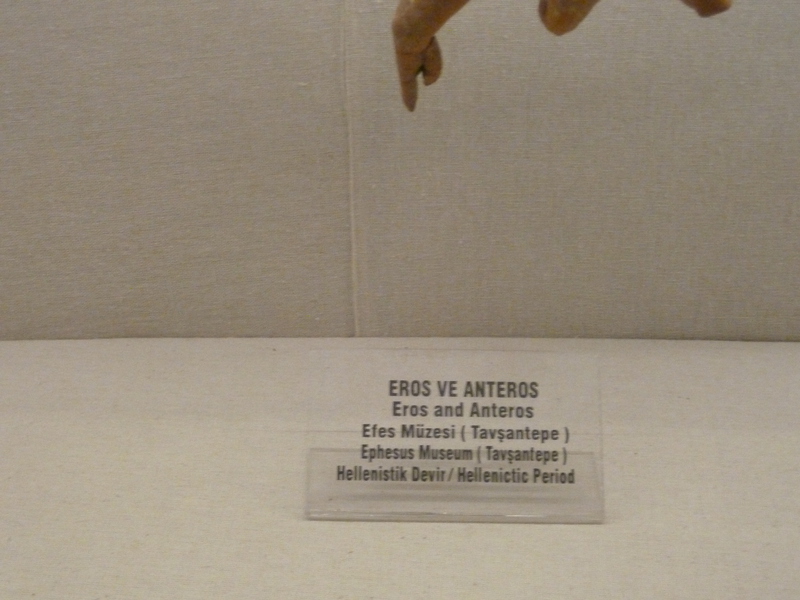 EROS VE ANTEROS
Eros and Anteros
Efes Müzesi ( Tavşantepe )
Ephesus Museum ( Tavşantepe )
Hellenistik Devir / Hellenictic Period